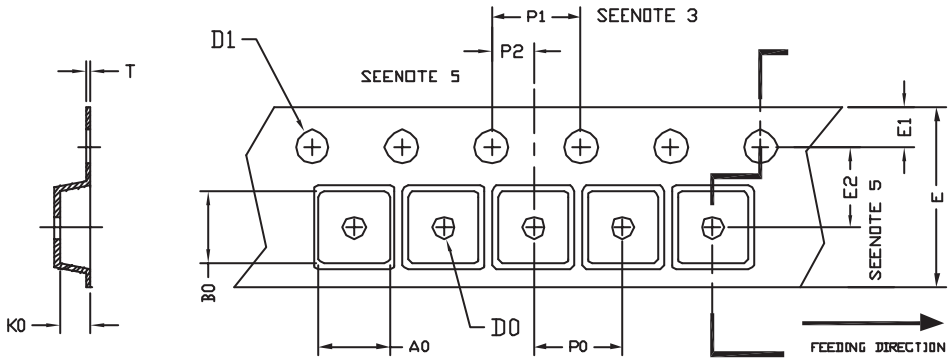 P1
SEENOTE 3
D1
P2
T
SEENOTE 5
E1
E2
E
SEENOTE 5
B0
K0
A0
D0
P0
FEEDING DIRECTION